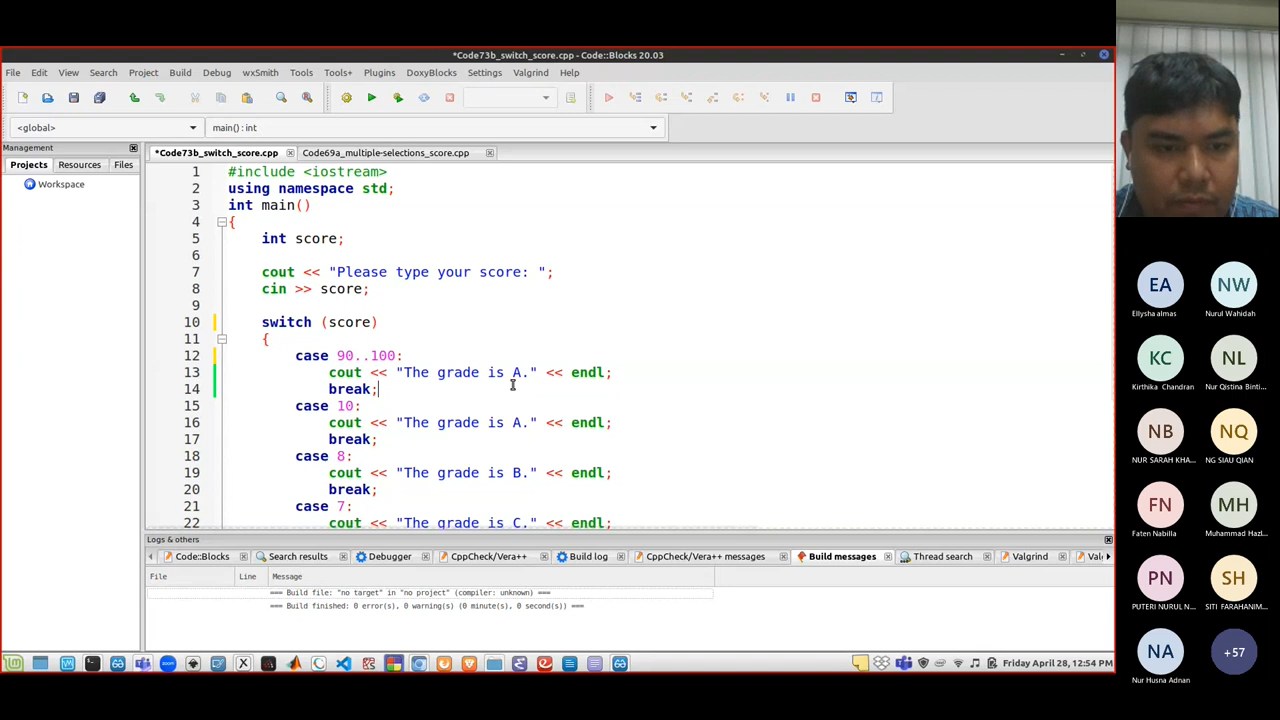 *Code73b_switch_score.cpp - Code::Blocks 20.03
File Edit View Search Project Build Debug wxSmith Tools Tools+ Plugins DoxyBlocks Settings Valgrind Help
<global> main() : int
Management
Projects Resources Files
Workspace
*Code73b_switch_score.cpp Code69a_multiple-selections_score.cpp
1 #include <iostream>
2 using namespace std;
3 int main()
4 {
5 int score;
6
7 cout << "Please type your score: ";
8 cin >> score;
9
10 switch (score)
11 {
12 case 90..100:
13 cout << "The grade is A." << endl;
14 break;
15 case 10:
16 cout << "The grade is A." << endl;
17 break;
18 case 8:
19 cout << "The grade is B." << endl;
20 break;
21 case 7:
22 cout << "The grade is C." << endl;
Logs & others
Code::Blocks Search results Debugger CppCheck/Vera++ Build log CppCheck/Vera++ messages Build messages Thread search Valgrind Val
File Line Message
=== Build file: "no target" in "no project" (compiler: unknown) ===
=== Build finished: 0 error(s), 0 warning(s) (0 minute(s), 0 second(s)) ===
Friday April 28, 12:54 PM
EA NW
Ellysha almas Nurul Wahidah
KC NL
Kirthika Chandran Nur Qistina Binti...
NB NQ
NUR SARAH KHA... NG SIAU QIAN
FN MH
Faten Nabilla Muhammad Hazi...
PN SH
PUTERI NURUL N... SITI FARAHANIM...
NA +57
Nur Husna Adnan